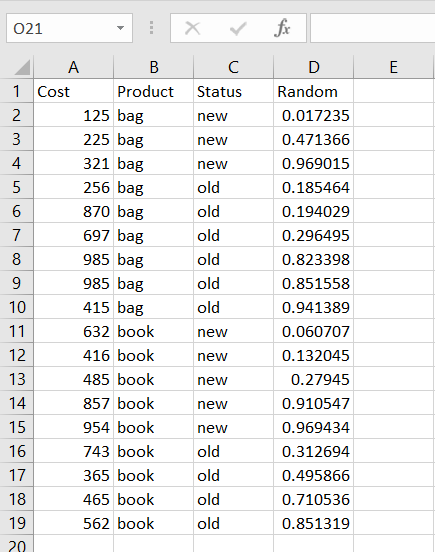 O21 fx
A B C D E
1 Cost Product Status Random
2 125 bag new 0.017235
3 225 bag new 0.471366
4 321 bag new 0.969015
5 256 bag old 0.185464
6 870 bag old 0.194029
7 697 bag old 0.296495
8 985 bag old 0.823398
9 985 bag old 0.851558
10 415 bag old 0.941389
11 632 book new 0.060707
12 416 book new 0.132045
13 485 book new 0.27945
14 857 book new 0.910547
15 954 book new 0.969434
16 743 book old 0.312694
17 365 book old 0.495866
18 465 book old 0.710536
19 562 book old 0.851319
20